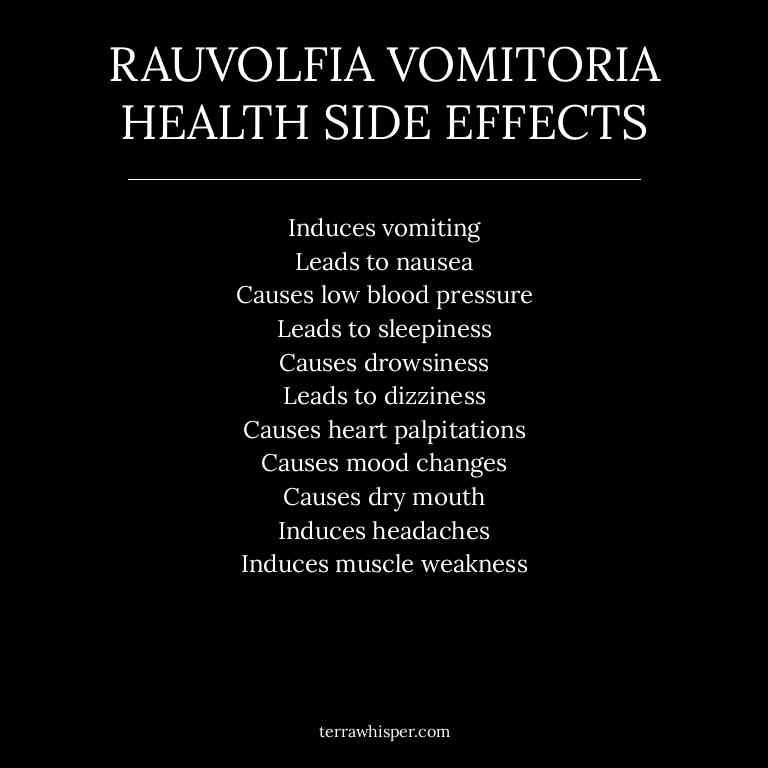 RAUVOLFIA VOMITORIA
HEALTH SIDE EFFECTS
Induces vomiting
Leads to nausea
Causes low blood pressure
Leads to sleepiness
Causes drowsiness
Leads to dizziness
Causes heart palpitations
Causes mood changes
Causes dry mouth
Induces headaches
Induces muscle weakness
terrawhisper.com